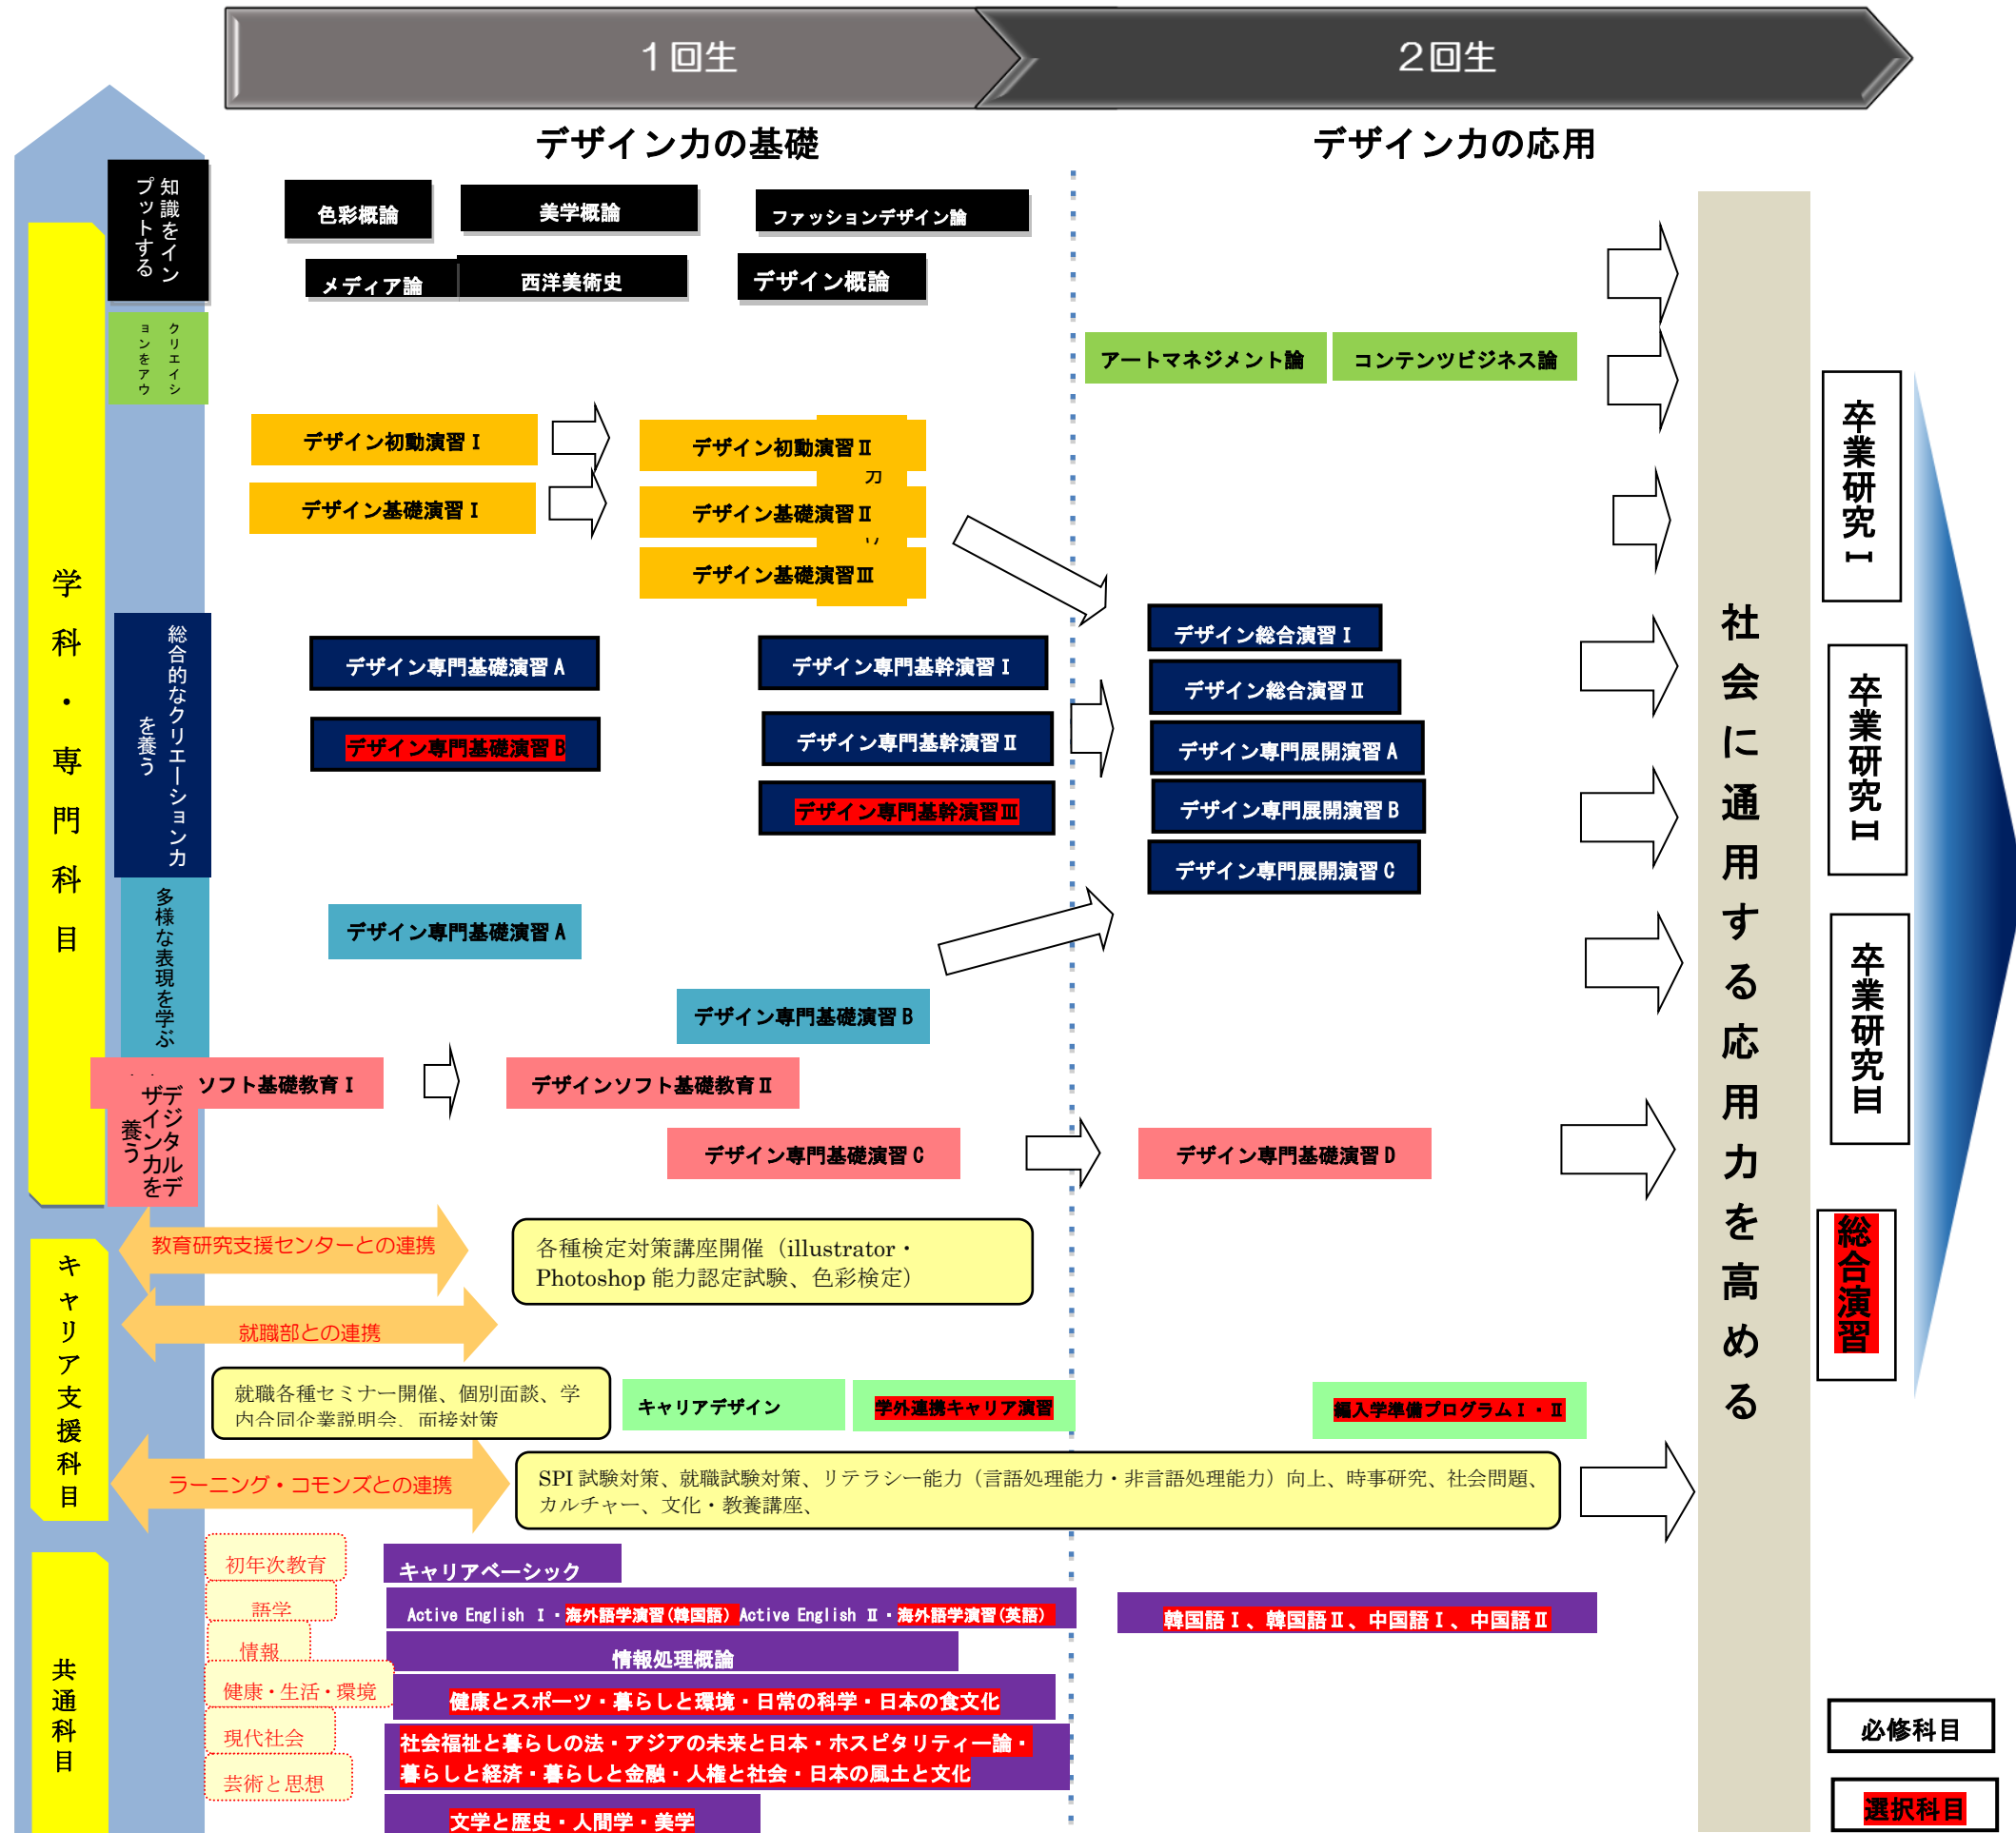 １回生
２回生
デザイン力の基礎
デザイン力の応用
知識をイン
プットする
色彩概論
美学概論
ファッションデザイン論
メディア論
西洋美術史
デザイン概論
クリエイシ
ョンをアウ
アートマネジメント論
コンテンツビジネス論
デザイン初動演習Ⅰ
デザイン初動演習Ⅱ
デザイン基礎演習Ⅰ
デザイン基礎演習Ⅱ
デザイン基礎演習Ⅲ
学科・専門科目
総合的なクリエーション力
を養う
デザイン専門基礎演習A
デザイン専門基幹演習Ⅰ
デザイン総合演習Ⅰ
デザイン総合演習Ⅱ
デザイン専門基礎演習B
デザイン専門基幹演習Ⅱ
デザイン専門展開演習A
デザイン専門基幹演習Ⅲ
デザイン専門展開演習B
デザイン専門展開演習C
多様な表現を学ぶ
デザイン専門基礎演習A
デザイン専門基礎演習B
ソフト基礎教育Ⅰ
デザインソフト基礎教育Ⅱ
デジタルデ
ザイン力を
養う
デザイン専門基礎演習C
デザイン専門基礎演習D
社会に通用する応用力を高める
卒業研究Ⅰ
卒業研究Ⅱ
卒業研究Ⅲ
総合演習
キャリア支援科目
教育研究支援センターとの連携
各種検定対策講座開催（illustrator・
Photoshop 能力認定試験、色彩検定）
就職部との連携
就職各種セミナー開催、個別面談、学
内合同企業説明会、面接対策
キャリアデザイン
学外連携キャリア演習
編入学準備プログラムⅠ・Ⅱ
ラーニング・コモンズとの連携
SPI 試験対策、就職試験対策、リテラシー能力（言語処理能力・非言語処理能力）向上、時事研究、社会問題、
カルチャー、文化・教養講座、
共通科目
初年次教育
キャリアベーシック
語学
Active English Ⅰ・海外語学演習(韓国語) Active English Ⅱ・海外語学演習(英語)
韓国語Ⅰ、韓国語Ⅱ、中国語Ⅰ、中国語Ⅱ
情報
情報処理概論
健康・生活・環境
健康とスポーツ・暮らしと環境・日常の科学・日本の食文化
現代社会
社会福祉と暮らしの法・アジアの未来と日本・ホスピタリティー論・
暮らしと経済・暮らしと金融・人権と社会・日本の風土と文化
芸術と思想
文学と歴史・人間学・美学
必修科目
選択科目